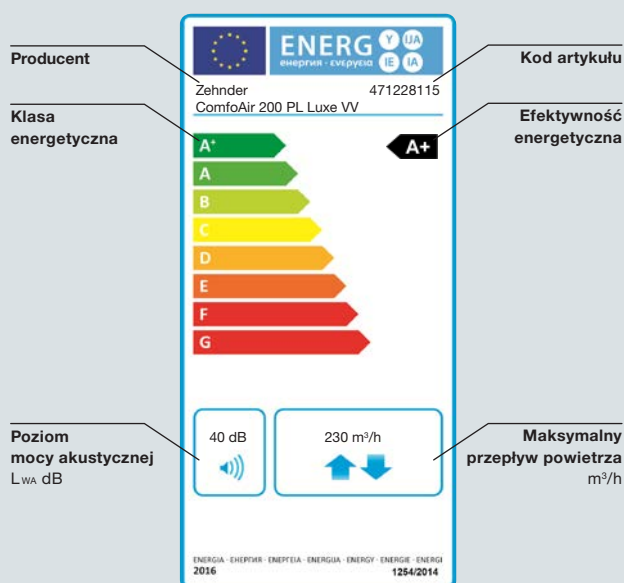 Producent
Kod artykułu
Klasa
energetyczna
Efektywność
energetyczna
ENERG
енергия · ενεργεια
Y IJA
IE IA
Zehnder 471228115
ComfoAir 200 PL Luxe VV
A+
A+
A
B
C
D
E
F
G
Poziom
mocy akustycznej
LWA dB
40 dB
230 m³/h
Maksymalny
przepływ powietrza
m³/h
ENERGIA · ЕНЕРГИЯ · ΕΝΕΡΓΕΙΑ · ENERGIJA · ENERGY · ENERGIE · ENERGI
2016 1254/2014